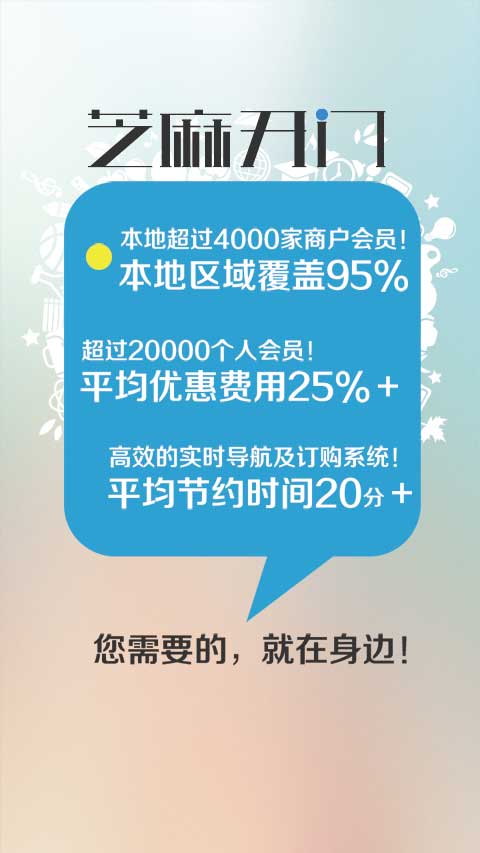 芝麻开门
本地超过4000家商户会员!
本地区域覆盖95%
超过20000个人会员!
平均优惠费用25%+
高效的实时导航及订购系统!
平均节约时间20分+
您需要的，就在身边!